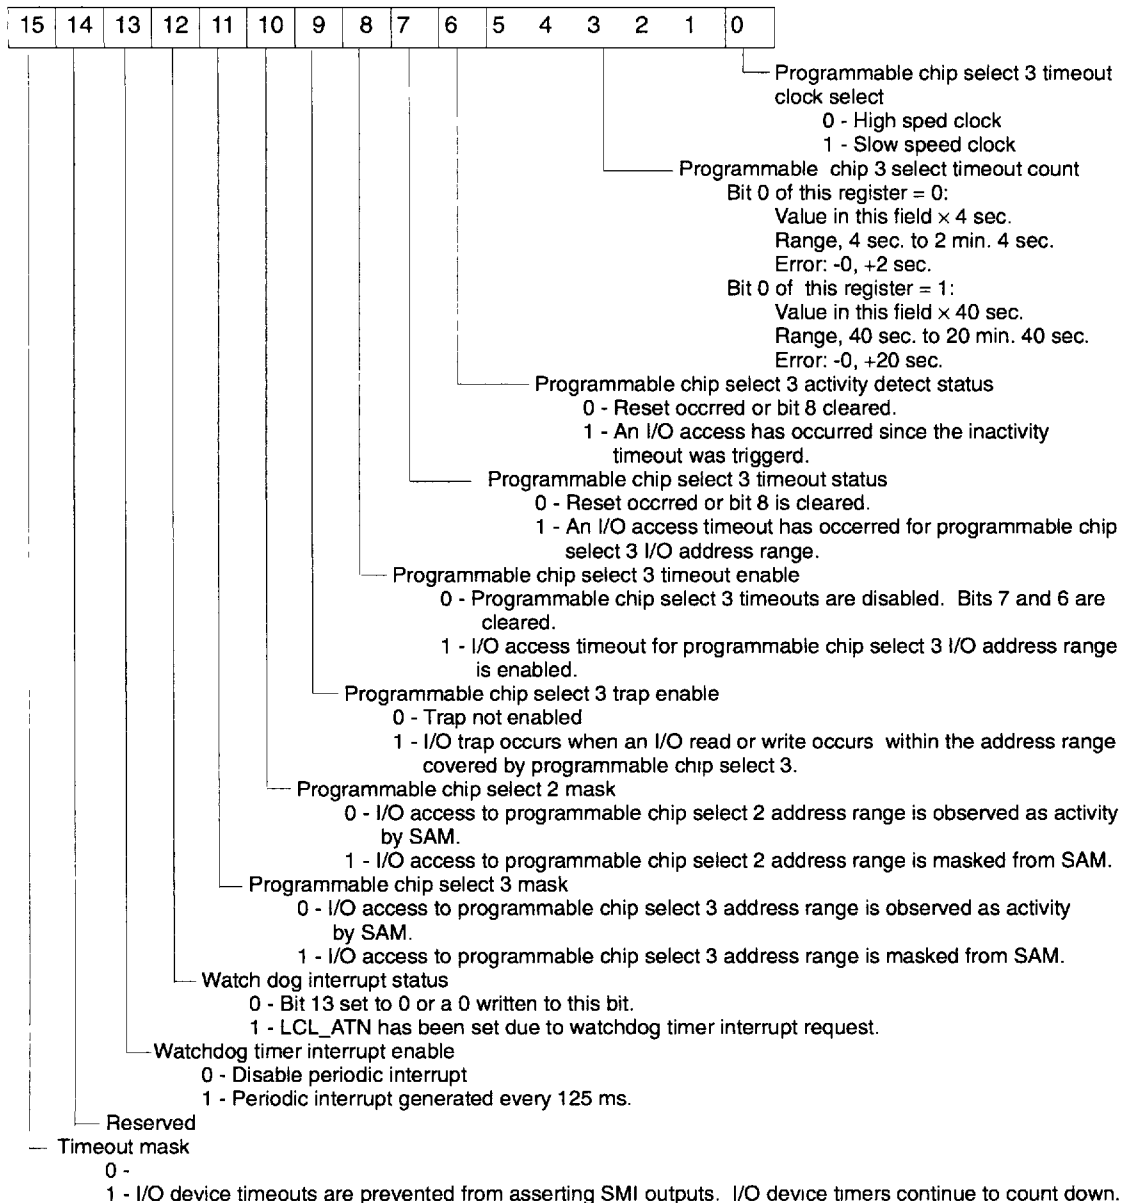 15 14 13 12 11 10 9 8 7 6 5 4 3 2 1 0
Programmable chip select 3 timeout
clock select
0 - High sped clock
1 - Slow speed clock
Programmable chip 3 select timeout count
Bit 0 of this register = 0:
Value in this field × 4 sec.
Range, 4 sec. to 2 min. 4 sec.
Error: -0, +2 sec.
Bit 0 of this register = 1:
Value in this field × 40 sec.
Range, 40 sec. to 20 min. 40 sec.
Error: -0, +20 sec.
Programmable chip select 3 activity detect status
0 - Reset occrred or bit 8 cleared.
1 - An I/O access has occurred since the inactivity
timeout was triggerd.
Programmable chip select 3 timeout status
0 - Reset occrred or bit 8 is cleared.
1 - An I/O access timeout has occerred for programmable chip
select 3 I/O address range.
Programmable chip select 3 timeout enable
0 - Programmable chip select 3 timeouts are disabled. Bits 7 and 6 are
cleared.
1 - I/O access timeout for programmable chip select 3 I/O address range
is enabled.
Programmable chip select 3 trap enable
0 - Trap not enabled
1 - I/O trap occurs when an I/O read or write occurs within the address range
covered by programmable chip select 3.
Programmable chip select 2 mask
0 - I/O access to programmable chip select 2 address range is observed as activity
by SAM.
1 - I/O access to programmable chip select 2 address range is masked from SAM.
Programmable chip select 3 mask
0 - I/O access to programmable chip select 3 address range is observed as activity
by SAM.
1 - I/O access to programmable chip select 3 address range is masked from SAM.
Watch dog interrupt status
0 - Bit 13 set to 0 or a 0 written to this bit.
1 - LCL_ATN has been set due to watchdog timer interrupt request.
Watchdog timer interrupt enable
0 - Disable periodic interrupt
1 - Periodic interrupt generated every 125 ms.
Reserved
Timeout mask
0 -
1 - I/O device timeouts are prevented from asserting SMI outputs. I/O device timers continue to count down.